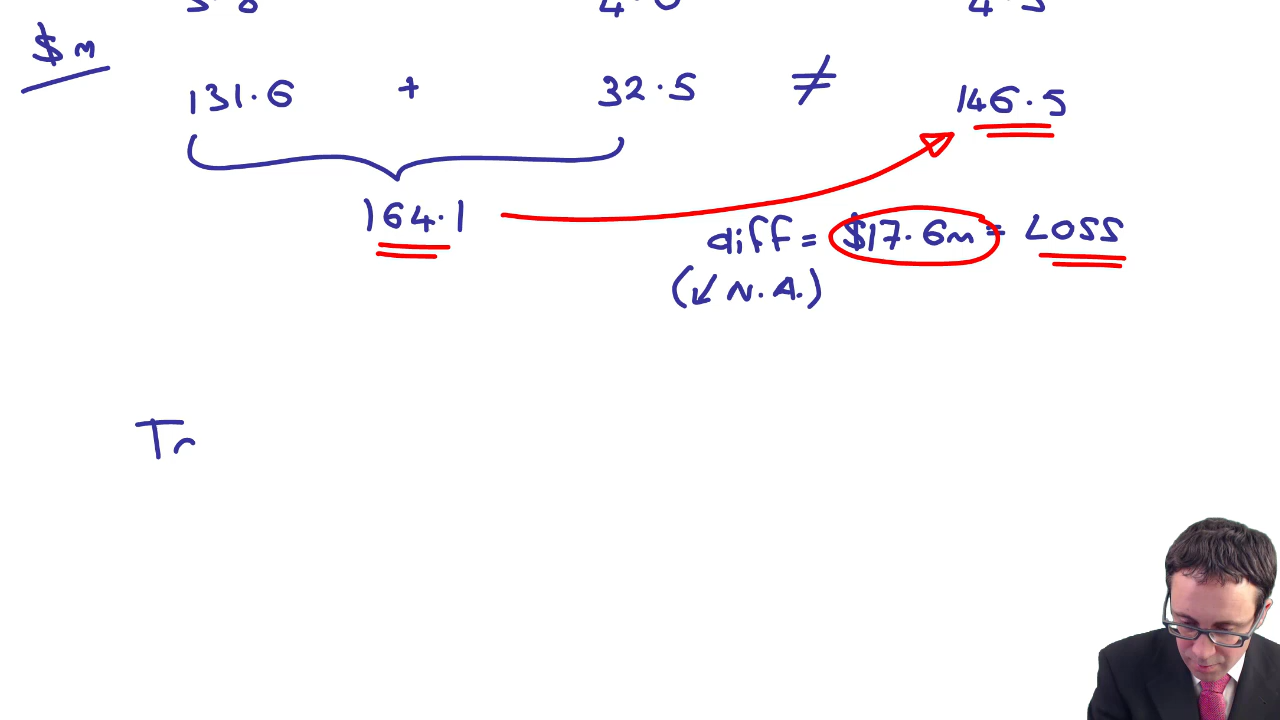 $m
131.6 + 32.5 ≠ 146.5
164.1
diff = $17.6m = LOSS
(↙ N.A.)
Tr